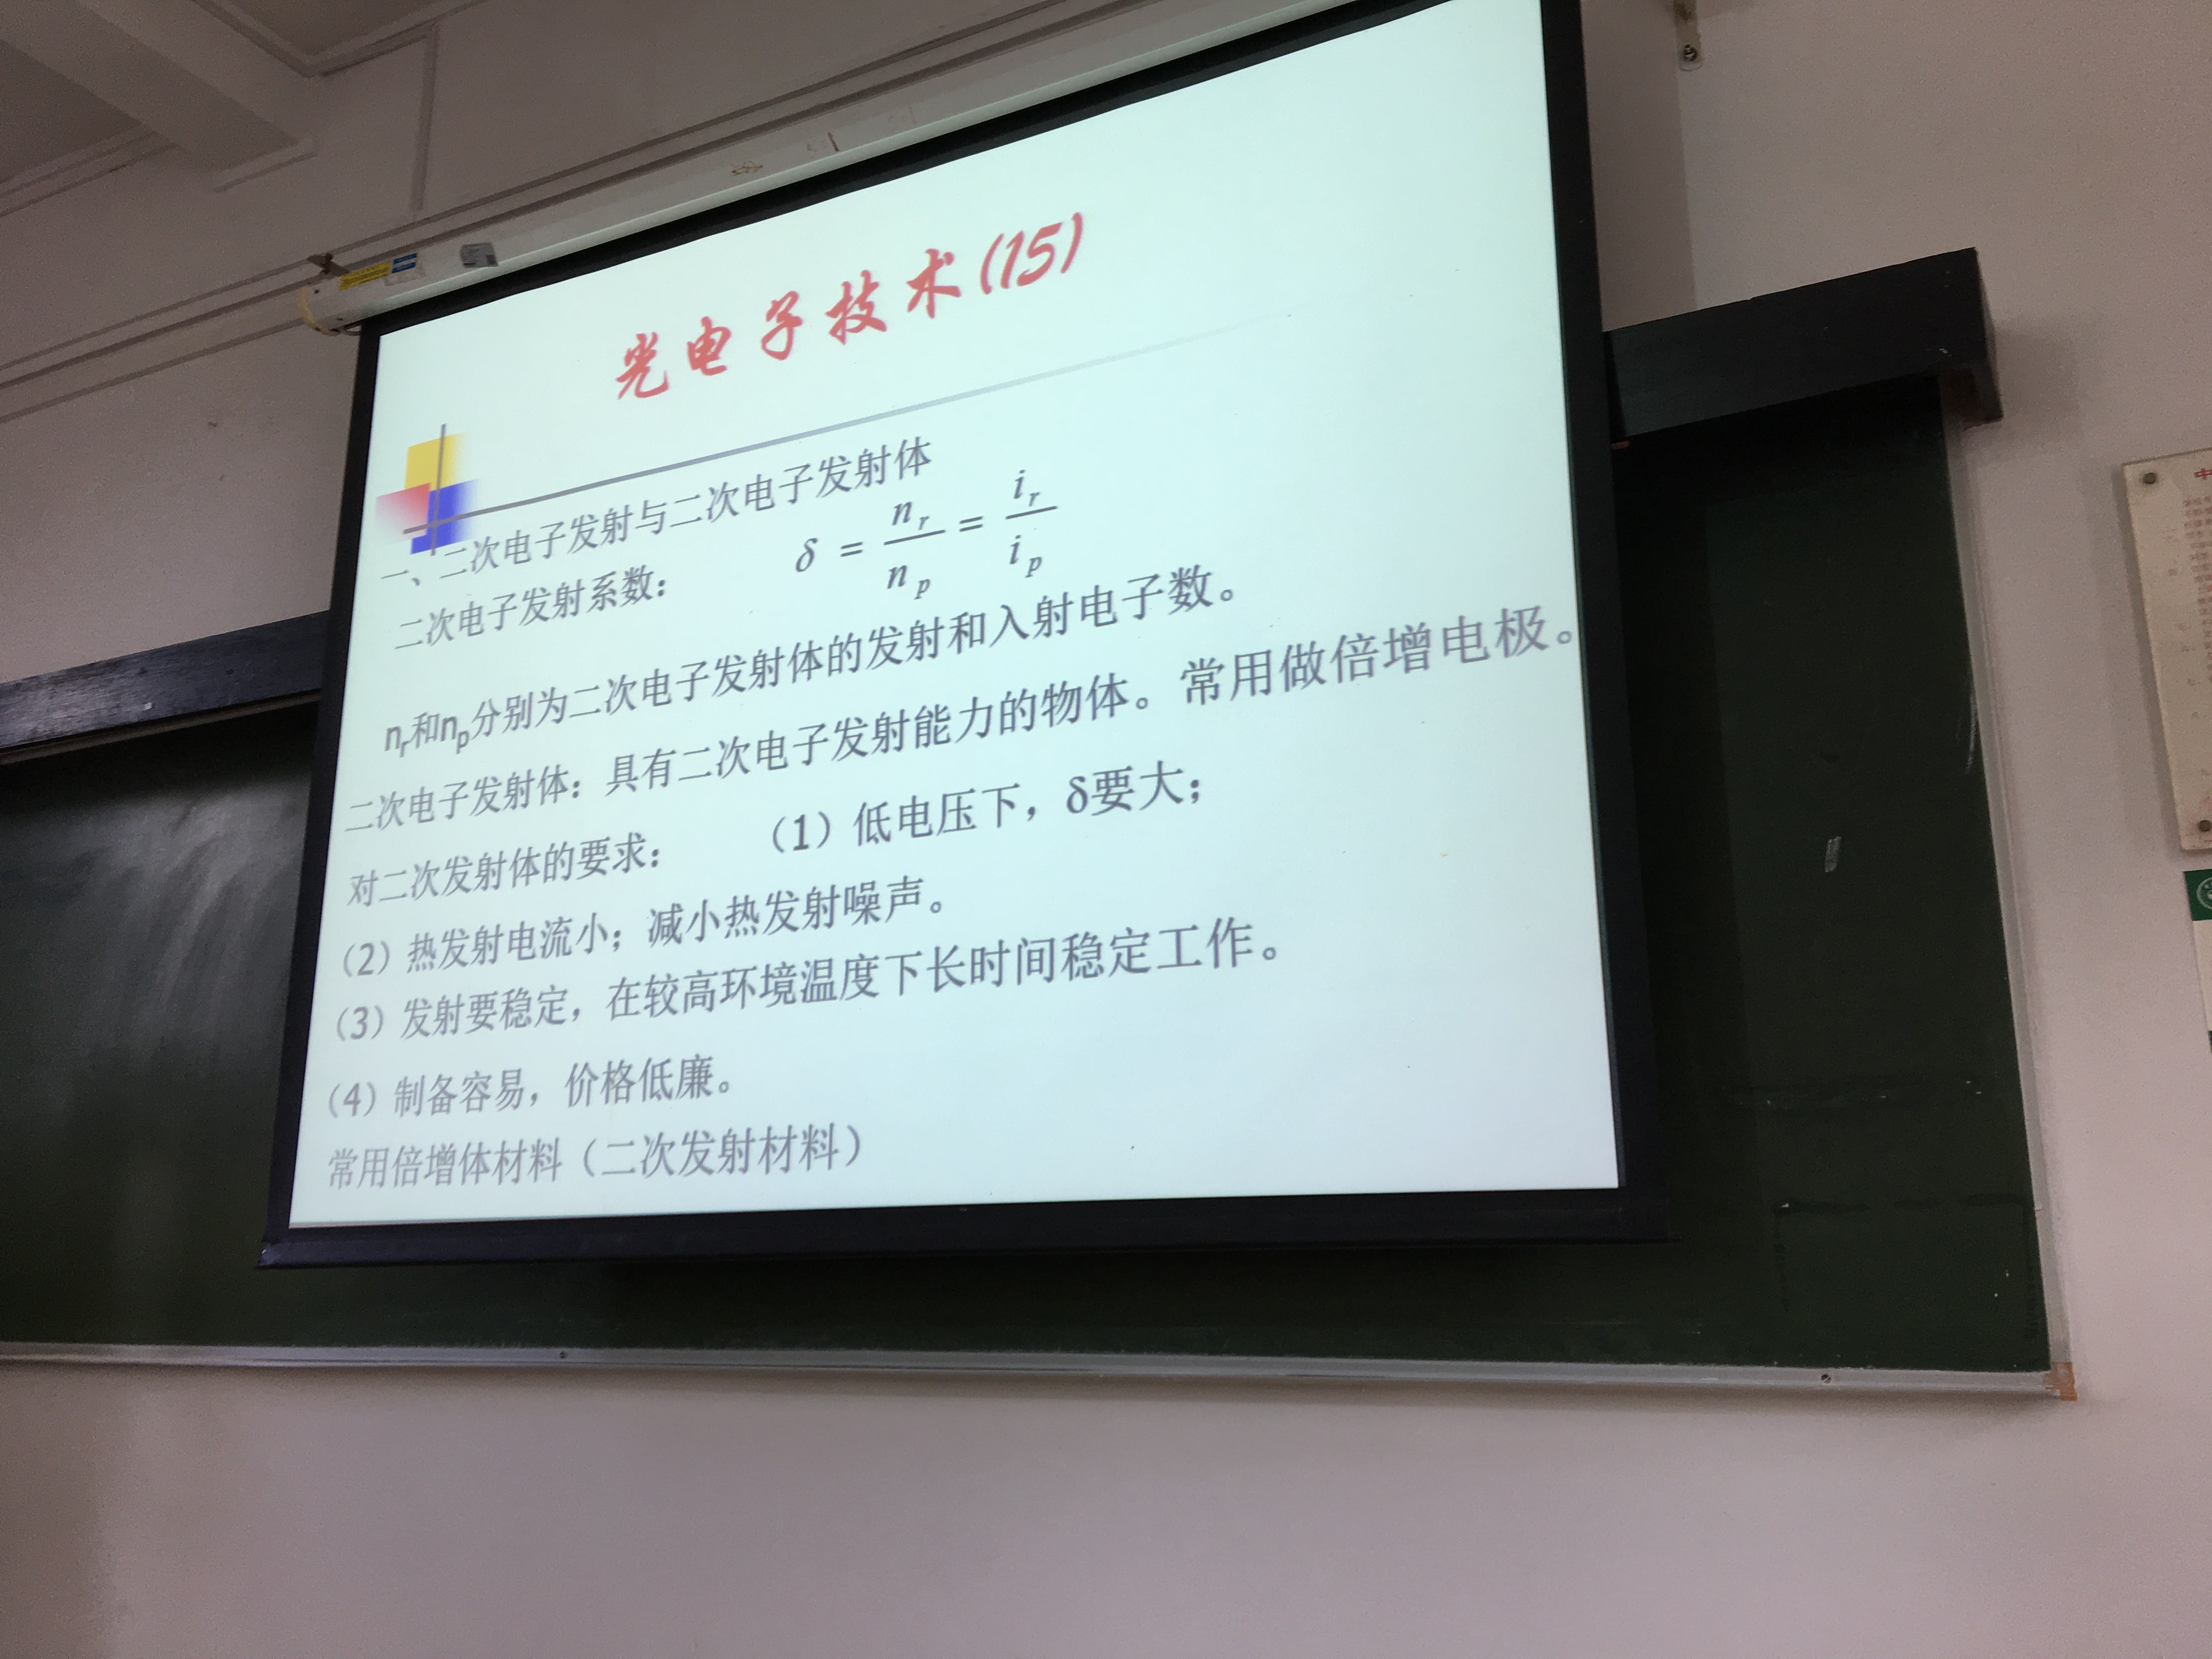 光电子技术(15)
一、二次电子发射与二次电子发射体
二次电子发射系数： δ = n_r / n_p = i_r / i_p
n_r和n_p分别为二次电子发射体的发射和入射电子数。
二次电子发射体：具有二次电子发射能力的物体。常用做倍增电极。
对二次发射体的要求： （1）低电压下，δ要大；
（2）热发射电流小；减小热发射噪声。
（3）发射要稳定，在较高环境温度下长时间稳定工作。
（4）制备容易，价格低廉。
常用倍增体材料（二次发射材料）
中